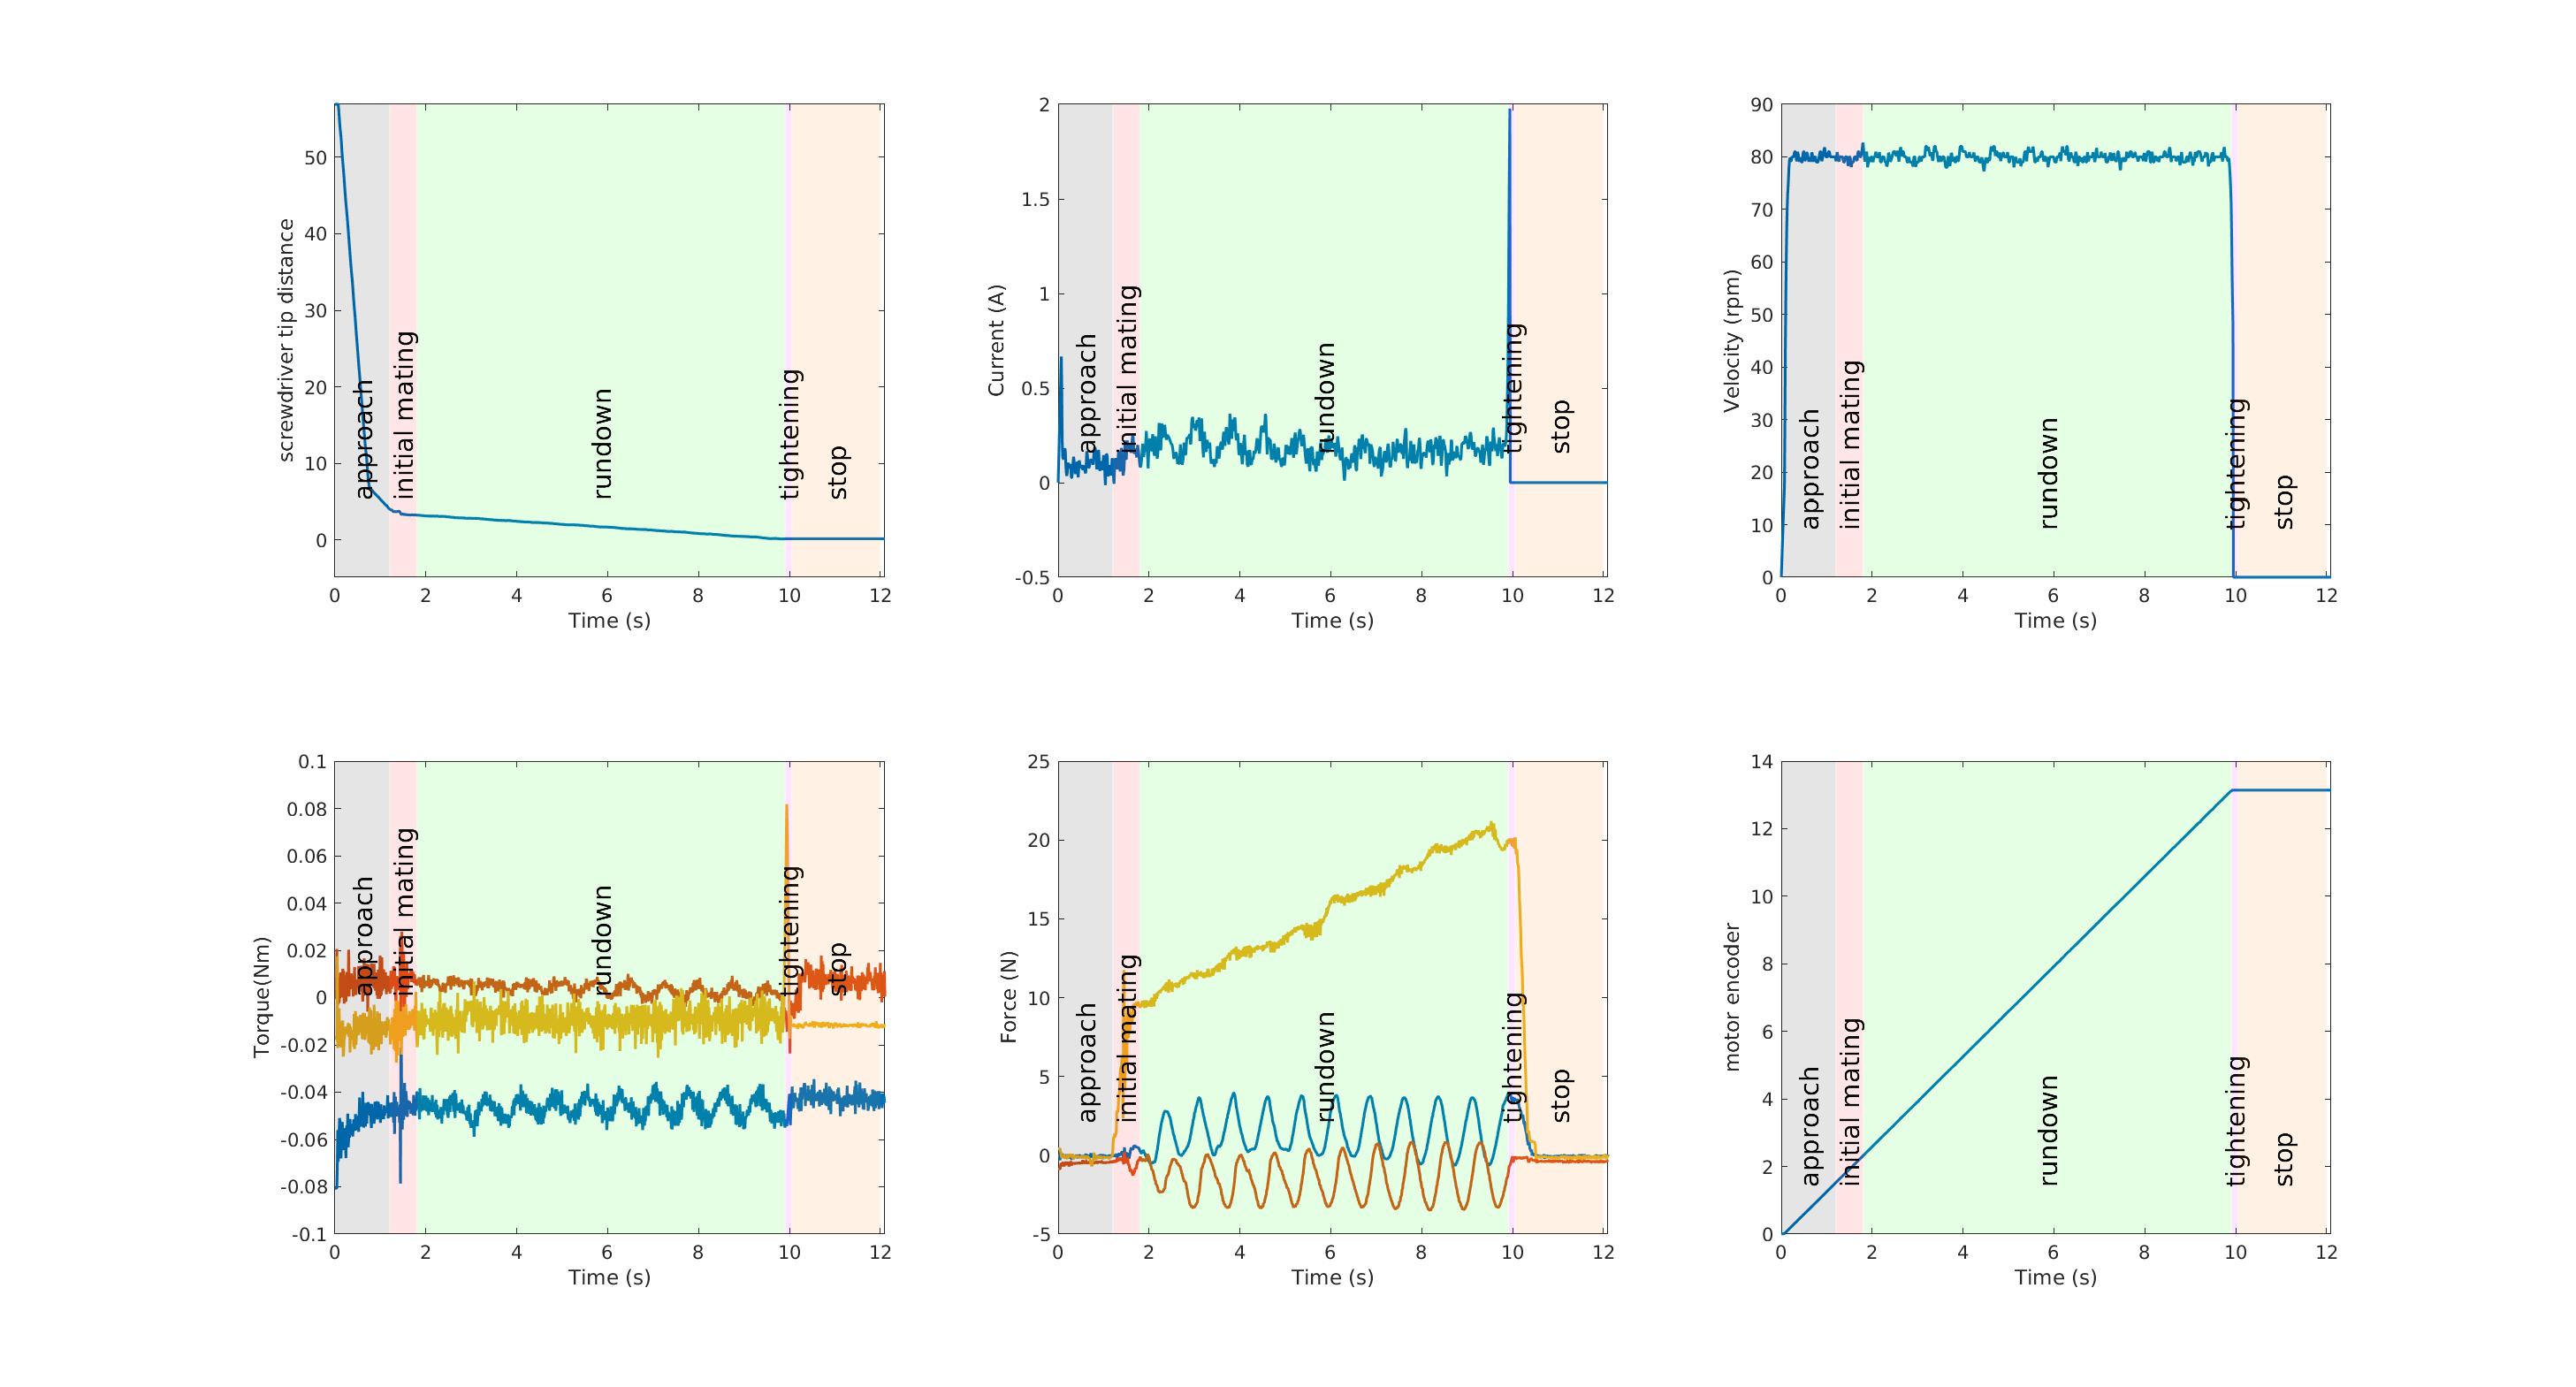 screwdriver tip distance
50
40
30
20
10
0
approach
initial mating
rundown
tightening
stop
0 2 4 6 8 10 12
Time (s)
Current (A)
2
1.5
1
0.5
0
-0.5
approach
initial mating
rundown
tightening
stop
0 2 4 6 8 10 12
Time (s)
Velocity (rpm)
90
80
70
60
50
40
30
20
10
0
approach
initial mating
rundown
tightening
stop
0 2 4 6 8 10 12
Time (s)
Torque(Nm)
0.1
0.08
0.06
0.04
0.02
0
-0.02
-0.04
-0.06
-0.08
-0.1
approach
initial mating
rundown
tightening
stop
0 2 4 6 8 10 12
Time (s)
Force (N)
25
20
15
10
5
0
-5
approach
initial mating
rundown
tightening
stop
0 2 4 6 8 10 12
Time (s)
motor encoder
14
12
10
8
6
4
2
0
approach
initial mating
rundown
tightening
stop
0 2 4 6 8 10 12
Time (s)